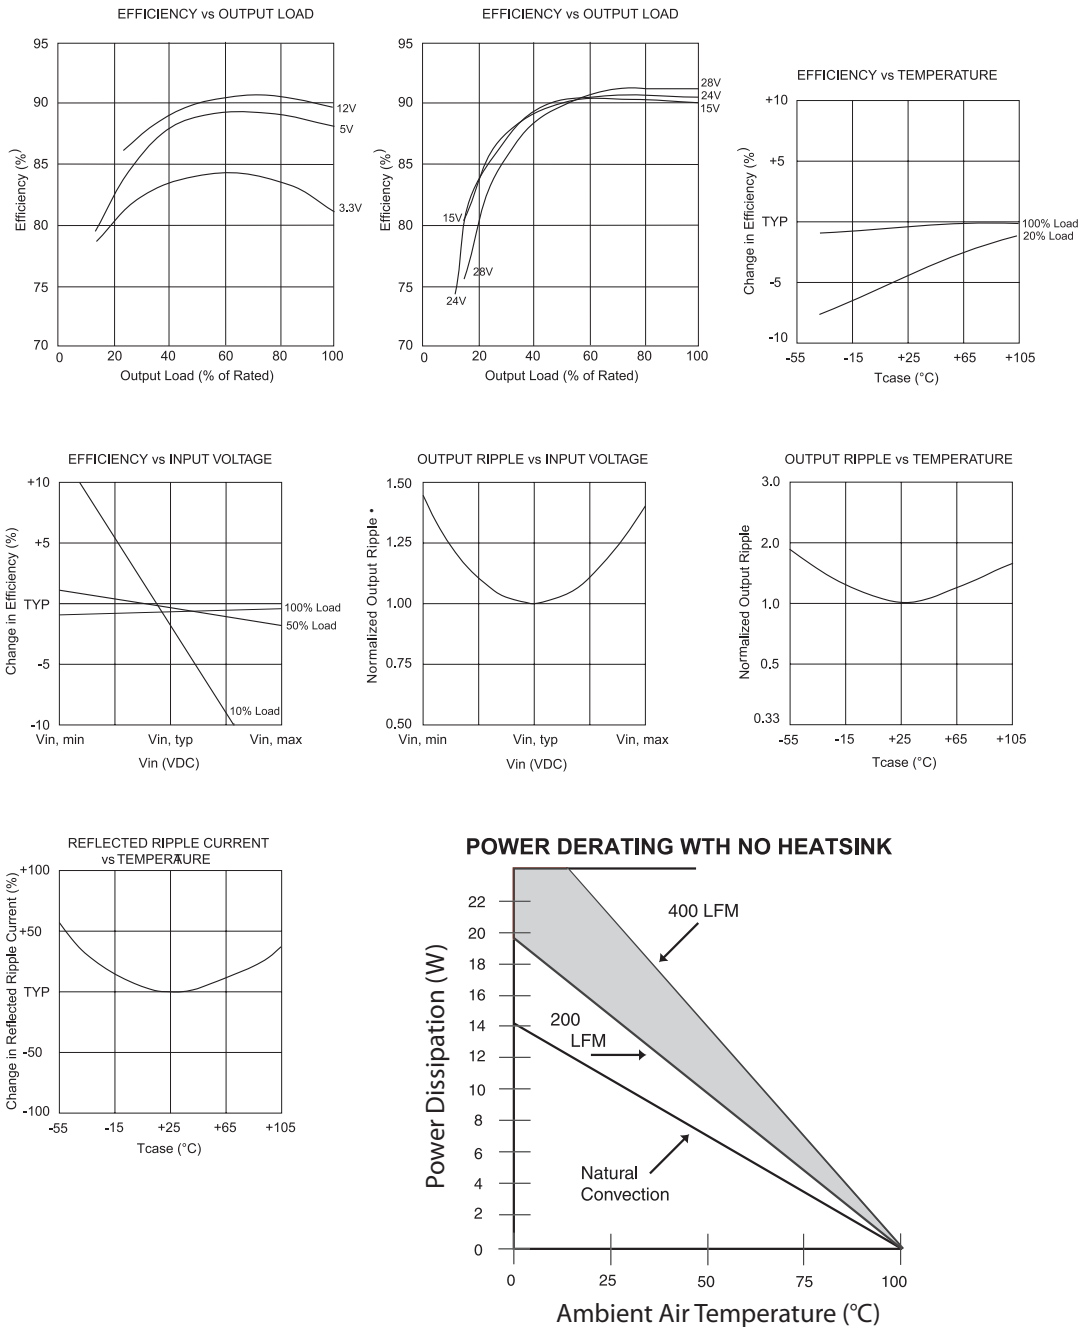 EFFICIENCY vs OUTPUT LOAD
95
90
85
80
75
70
Efficiency (%)
12V
5V
3.3V
0 20 40 60 80 100
Output Load (% of Rated)
EFFICIENCY vs OUTPUT LOAD
95
90
85
80
75
70
Efficiency (%)
28V
24V
15V
15V
28V
24V
0 20 40 60 80 100
Output Load (% of Rated)
EFFICIENCY vs TEMPERATURE
+10
+5
TYP
-5
-10
Change in Efficiency (%)
100% Load
20% Load
-55 -15 +25 +65 +105
Tcase (°C)
EFFICIENCY vs INPUT VOLTAGE
+10
+5
TYP
-5
-10
Change in Efficiency (%)
100% Load
50% Load
10% Load
Vin, min Vin, typ Vin, max
Vin (VDC)
OUTPUT RIPPLE vs INPUT VOLTAGE
1.50
1.25
1.00
0.75
0.50
Normalized Output Ripple •
Vin, min Vin, typ Vin, max
Vin (VDC)
OUTPUT RIPPLE vs TEMPERATURE
3.0
2.0
1.0
0.5
0.33
Normalized Output Ripple
-55 -15 +25 +65 +105
Tcase (°C)
REFLECTED RIPPLE CURRENT
vs TEMPERATURE
+100
+50
TYP
-50
-100
Change in Reflected Ripple Current (%)
-55 -15 +25 +65 +105
Tcase (°C)
POWER DERATING WTH NO HEATSINK
22
20
18
16
14
12
10
8
6
4
2
0
Power Dissipation (W)
400 LFM
200
LFM
Natural
Convection
0 25 50 75 100
Ambient Air Temperature (°C)